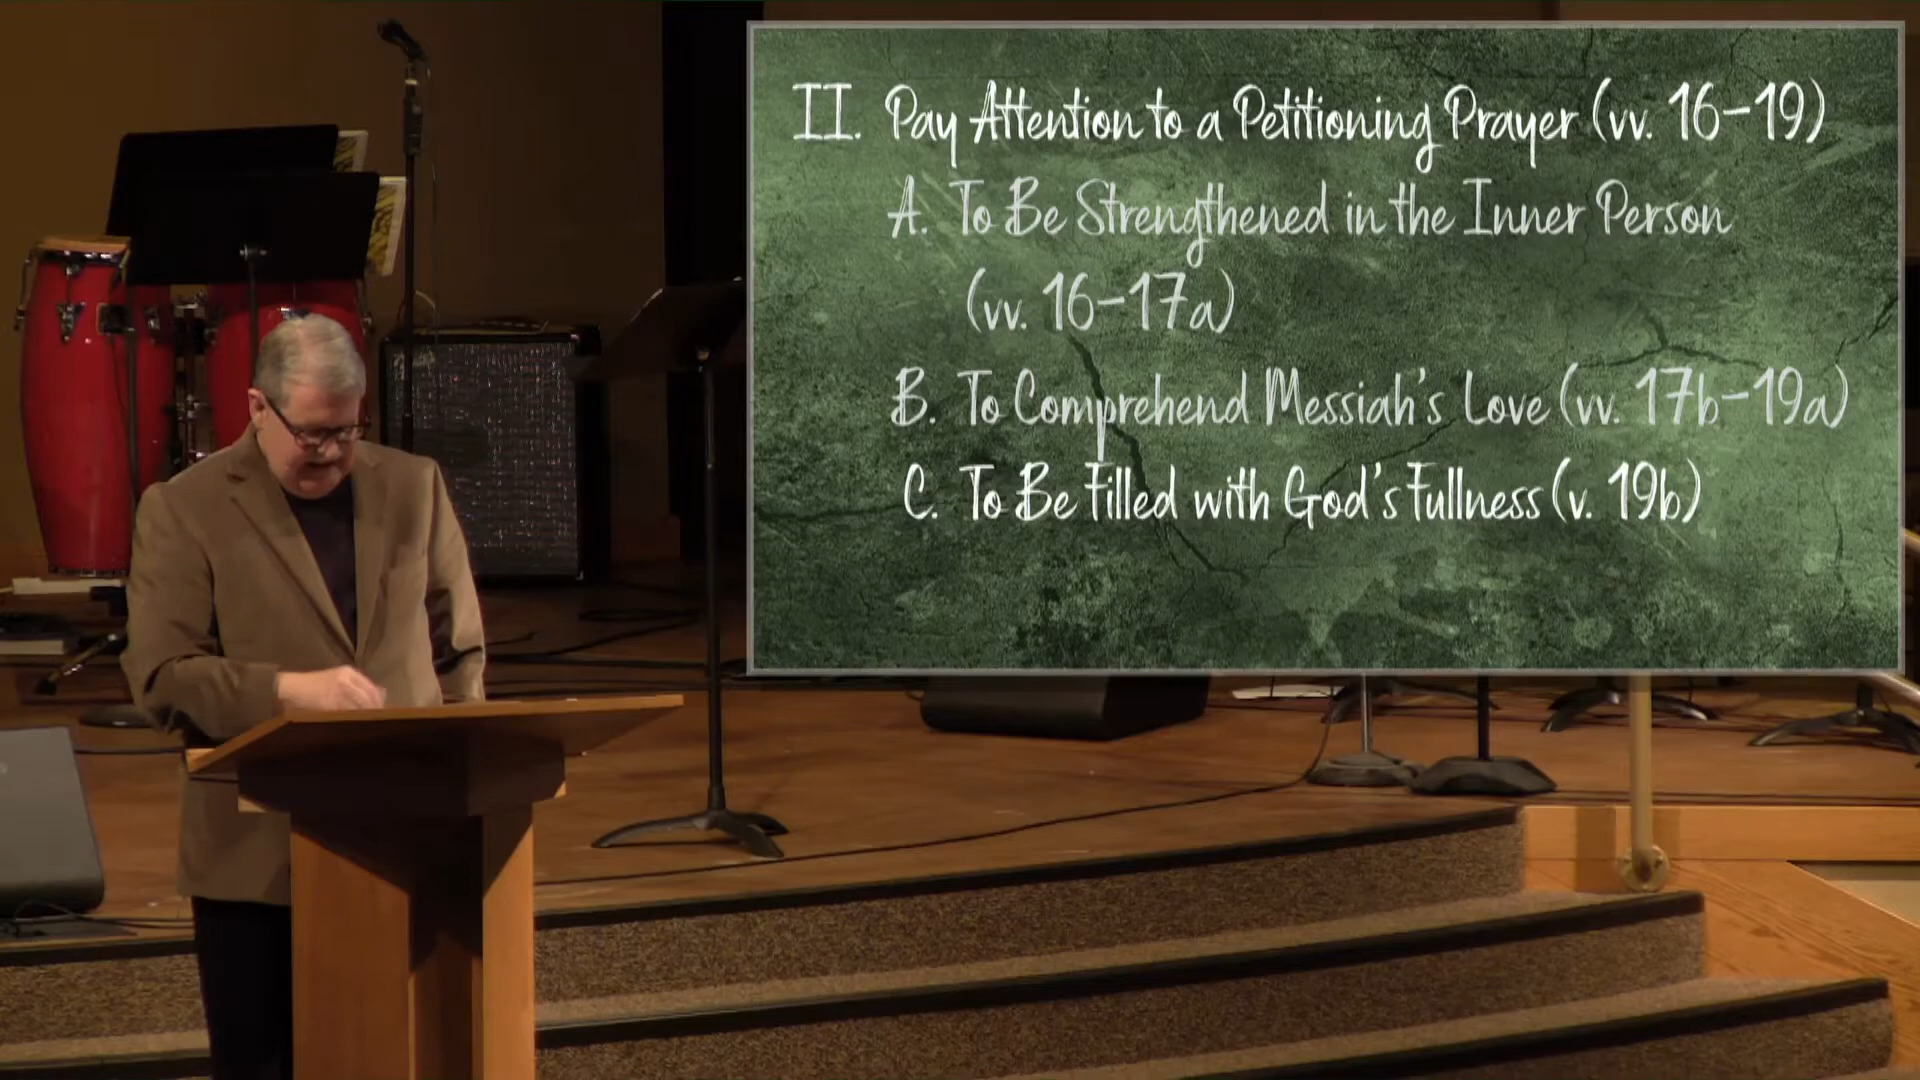 II. Pay Attention to a Petitioning Prayer (vv. 16-19)
A. To Be Strengthened in the Inner Person
(vv. 16-17a)
B. To Comprehend Messiah's Love (vv. 17b-19a)
C. To Be Filled with God's Fullness (v. 19b)